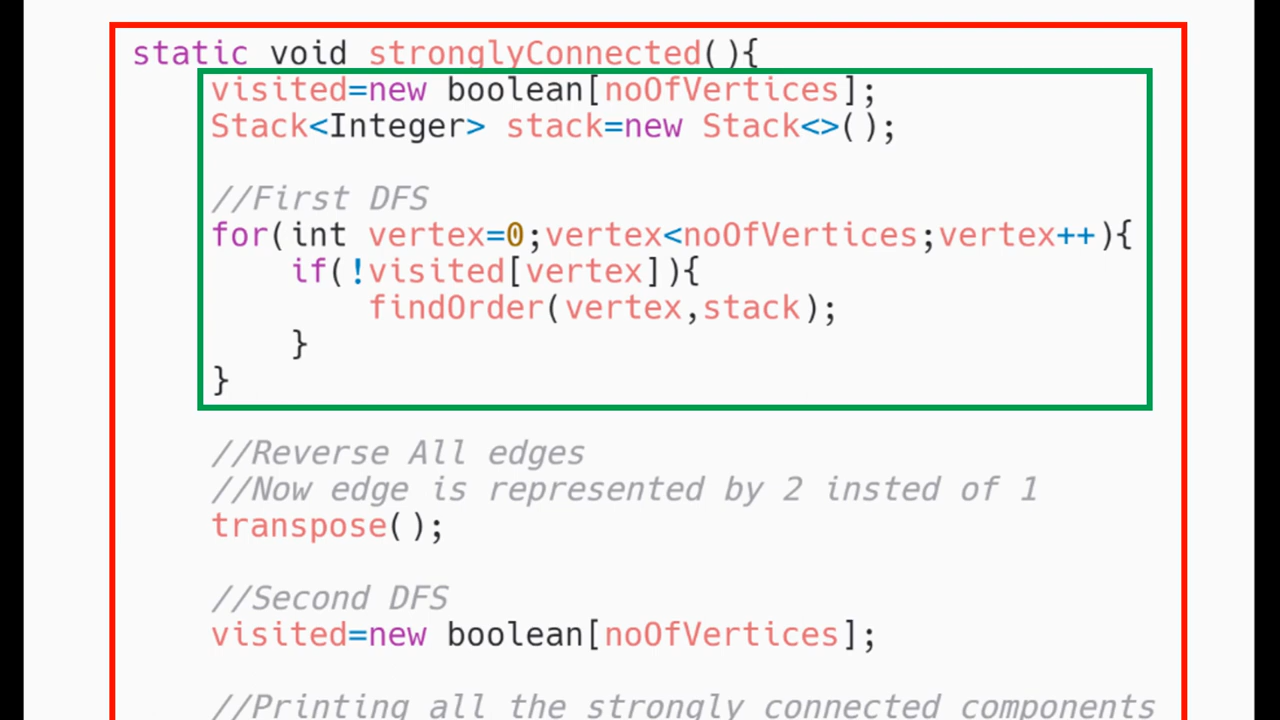 static void stronglyConnected(){
visited=new boolean[noOfVertices];
Stack<Integer> stack=new Stack<>();
//First DFS
for(int vertex=0;vertex<noOfVertices;vertex++){
if(!visited[vertex]){
findOrder(vertex,stack);
}
}
//Reverse All edges
//Now edge is represented by 2 insted of 1
transpose();
//Second DFS
visited=new boolean[noOfVertices];
//Printing all the strongly connected components